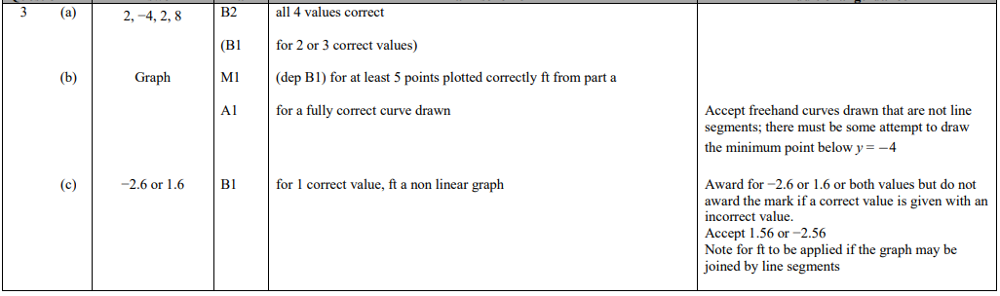 3 (a) 2, −4, 2, 8 B2 all 4 values correct
(B1 for 2 or 3 correct values)
(b) Graph M1 (dep B1) for at least 5 points plotted correctly ft from part a
A1 for a fully correct curve drawn Accept freehand curves drawn that are not line
segments; there must be some attempt to draw
the minimum point below y = −4
(c) −2.6 or 1.6 B1 for 1 correct value, ft a non linear graph Award for −2.6 or 1.6 or both values but do not
award the mark if a correct value is given with an
incorrect value.
Accept 1.56 or −2.56
Note for ft to be applied if the graph may be
joined by line segments